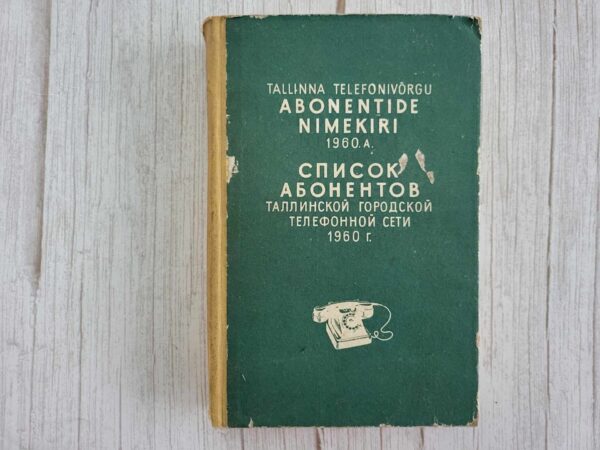 TALLINNA TELEFONIVÕRGU
ABONENTIDE
NIMEKIRI
1960.A.
СПИСОК
АБОНЕНТОВ
ТАЛЛИНСКОЙ ГОРОДСКОЙ
ТЕЛЕФОННОЙ СЕТИ
1960 г.